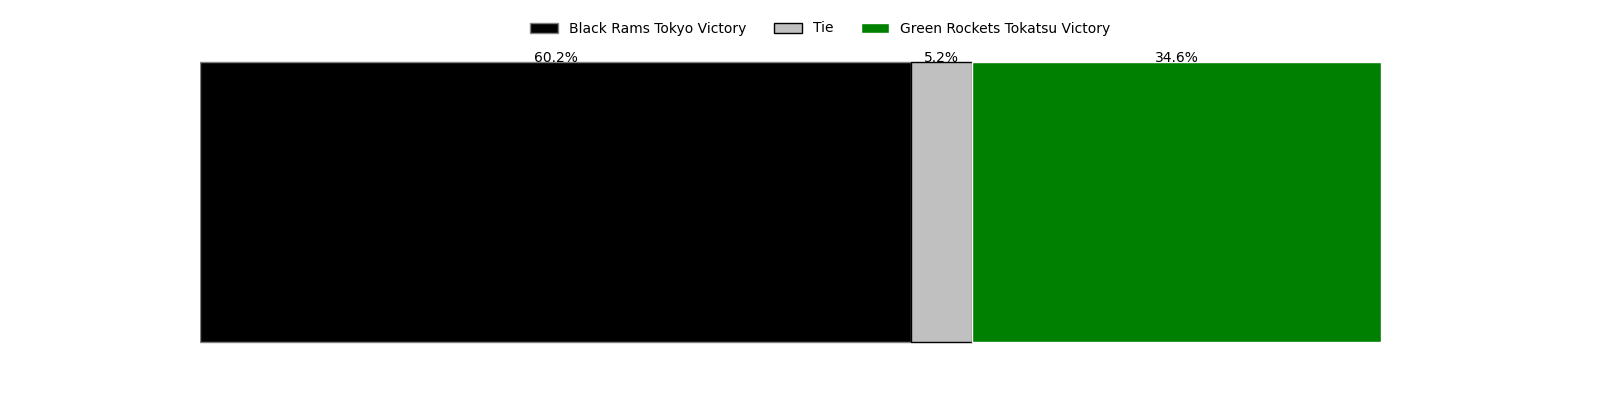 Black Rams Tokyo Victory Tie Green Rockets Tokatsu Victory
60.2% 5.2% 34.6%